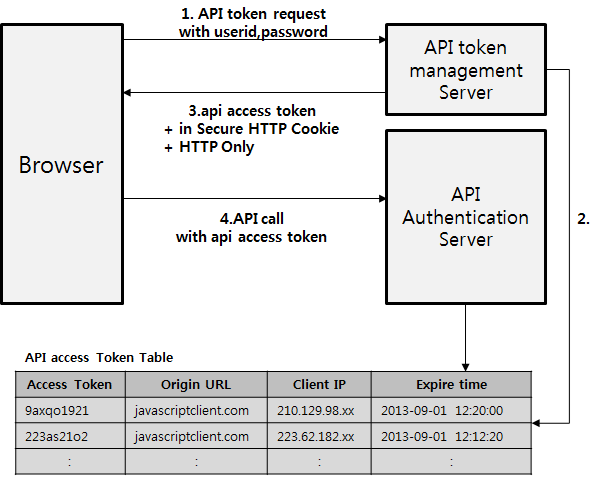 1. API token request
with userid,password
API token
management
Server
3.api access token
+ in Secure HTTP Cookie
+ HTTP Only
Browser
API
Authentication
Server
4.API call
with api access token
2.
API access Token Table
Access Token Origin URL Client IP Expire time
9axqo1921 javascriptclient.com 210.129.98.xx 2013-09-01 12:20:00
223as21o2 javascriptclient.com 223.62.182.xx 2013-09-01 12:12:20
: : : :